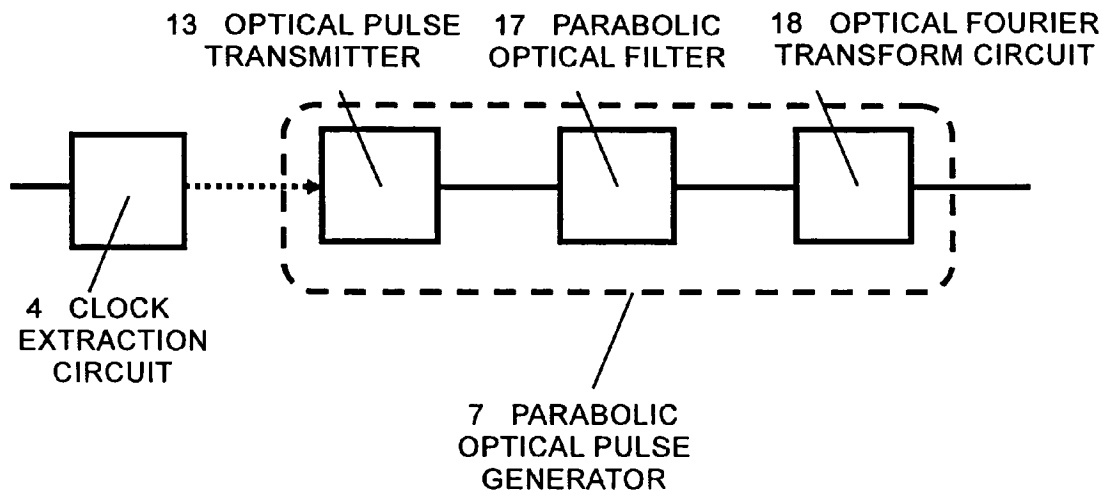 13 OPTICAL PULSE
TRANSMITTER
17 PARABOLIC
OPTICAL FILTER
18 OPTICAL FOURIER
TRANSFORM CIRCUIT
4 CLOCK
EXTRACTION
CIRCUIT
7 PARABOLIC
OPTICAL PULSE
GENERATOR